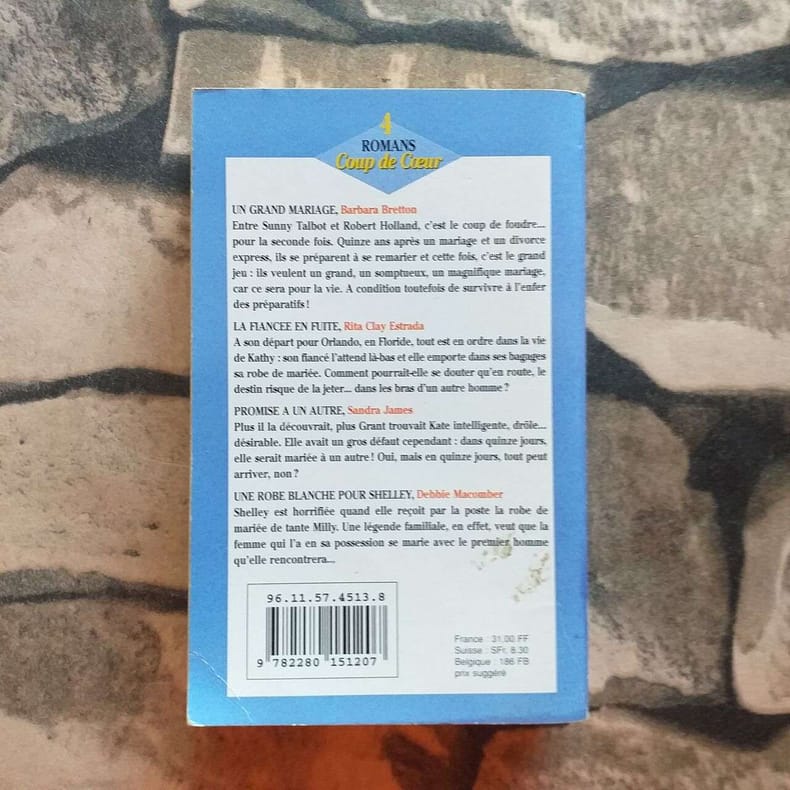 4
ROMANS
Coup de Cœur
UN GRAND MARIAGE, Barbara Bretton
Entre Sunny Talbot et Robert Holland, c'est le coup de foudre...
pour la seconde fois. Quinze ans après un mariage et un divorce
express, ils se préparent à se remarier et cette fois, c'est le grand
jeu : ils veulent un grand, un somptueux, un magnifique mariage,
car ce sera pour la vie. A condition toutefois de survivre à l'enfer
des préparatifs !
LA FIANCEE EN FUITE, Rita Clay Estrada
A son départ pour Orlando, en Floride, tout est en ordre dans la vie
de Kathy : son fiancé l'attend là-bas et elle emporte dans ses bagages
sa robe de mariée. Comment pourrait-elle se douter qu'en route, le
destin risque de la jeter... dans les bras d'un autre homme ?
PROMISE A UN AUTRE, Sandra James
Plus il la découvrait, plus Grant trouvait Kate intelligente, drôle...
désirable. Elle avait un gros défaut cependant : dans quinze jours,
elle serait mariée à un autre ! Oui, mais en quinze jours, tout peut
arriver, non ?
UNE ROBE BLANCHE POUR SHELLEY, Debbie Macomber
Shelley est horrifiée quand elle reçoit par la poste la robe de
mariée de tante Milly. Une légende familiale, en effet, veut que la
femme qui l'a en sa possession se marie avec le premier homme
qu'elle rencontrera...
96.11.57.4513.8
9 782280 151207
France : 31,00 FF
Suisse : SFr. 8.30
Belgique : 186 FB
prix suggéré